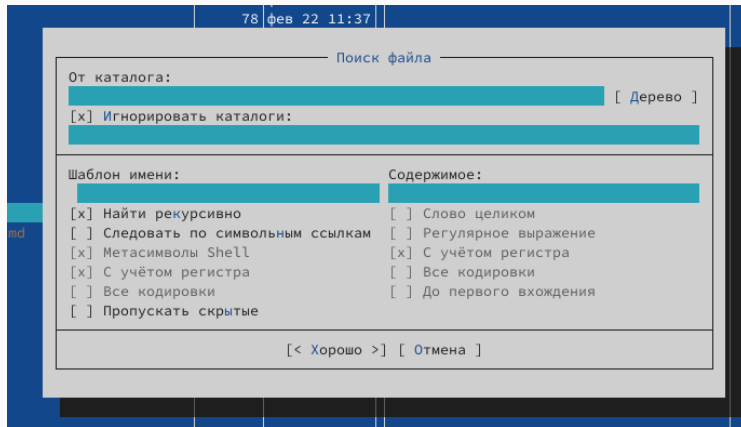 78 фев 22 11:37
Поиск файла
От каталога:
[ Дерево ]
[x] Игнорировать каталоги:
Шаблон имени:
Содержимое:
[x] Найти рекурсивно
[ ] Слово целиком
md
[ ] Следовать по символьным ссылкам
[ ] Регулярное выражение
[x] Метасимволы Shell
[x] С учётом регистра
[x] С учётом регистра
[ ] Все кодировки
[ ] Все кодировки
[ ] До первого вхождения
[ ] Пропускать скрытые
[< Хорошо >] [ Отмена ]